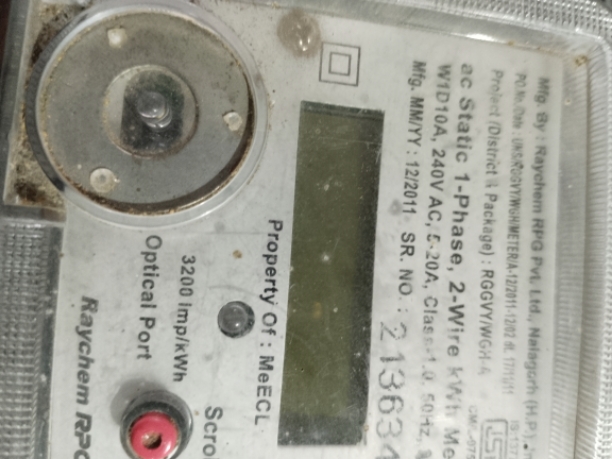 Mfg. By : Raychem RPG Pvt. Ltd., Nalagarh (H.P.)
Project (District & Package) : RGGVY/WGH-A
ac Static 1-Phase, 2-Wire kWh Me
W1D10A, 240V AC, 5-20A, Class-1.0, 50Hz,
Mfg. MM/YY : 12/2011 SR. NO. : 213634
Property Of : MeECL
3200 imp/kWh
Optical Port
Scro
Raychem RPG